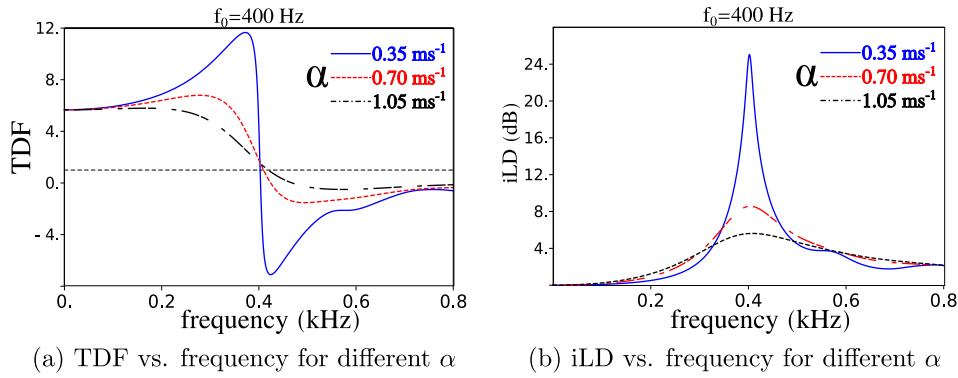 f₀=400 Hz
12.
8.
4.
0.
- 4.
TDF
α
0.35 ms⁻¹
0.70 ms⁻¹
1.05 ms⁻¹
0. 0.2 0.4 0.6 0.8
frequency (kHz)
(a) TDF vs. frequency for different α
f₀=400 Hz
24.
20.
16.
12.
8.
4.
iLD (dB)
α
0.35 ms⁻¹
0.70 ms⁻¹
1.05 ms⁻¹
0.2 0.4 0.6 0.8
frequency (kHz)
(b) iLD vs. frequency for different α